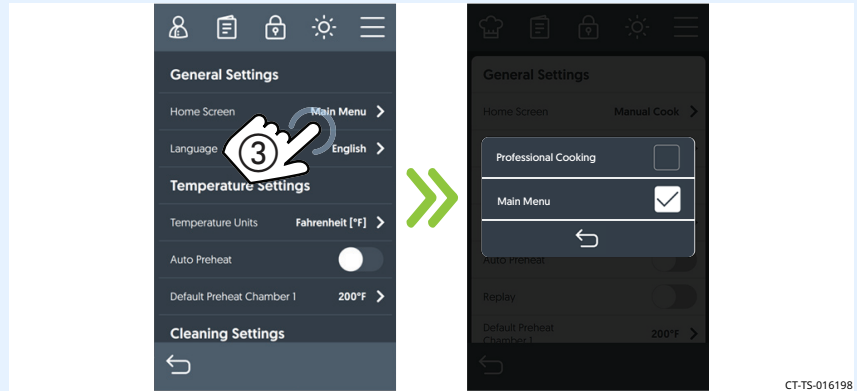 General Settings
Home Screen Main Menu
Language English
3
Temperature Settings
Temperature Units Fahrenheit [°F]
Auto Preheat
Default Preheat Chamber 1 200°F
Cleaning Settings
General Settings
Home Screen Manual Cook
Professional Cooking
Main Menu
Auto Preheat
Replay
Default Preheat 200°F
Chamber 1
CT-TS-016198